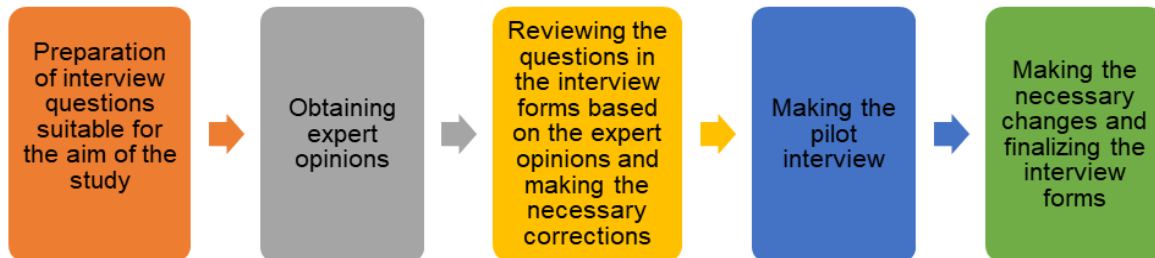 Preparation
of interview
questions
suitable for
the aim of the
study
Obtaining
expert
opinions
Reviewing the
questions in
the interview
forms based
on the expert
opinions and
making the
necessary
corrections
Making the
pilot
interview
Making the
necessary
changes and
finalizing the
interview
forms